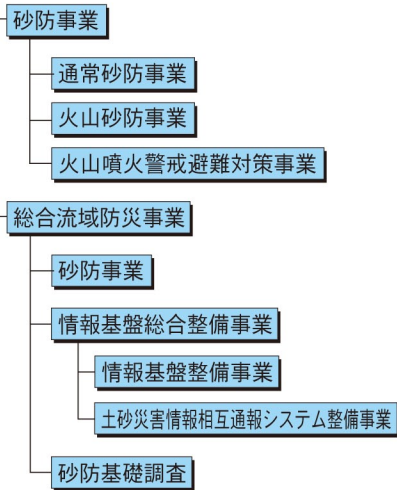 砂防事業
通常砂防事業
火山砂防事業
火山噴火警戒避難対策事業
総合流域防災事業
砂防事業
情報基盤総合整備事業
情報基盤整備事業
土砂災害情報相互通報システム整備事業
砂防基礎調査